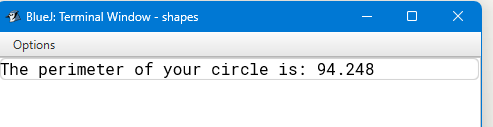 BlueJ: Terminal Window - shapes
Options
The perimeter of your circle is: 94.248